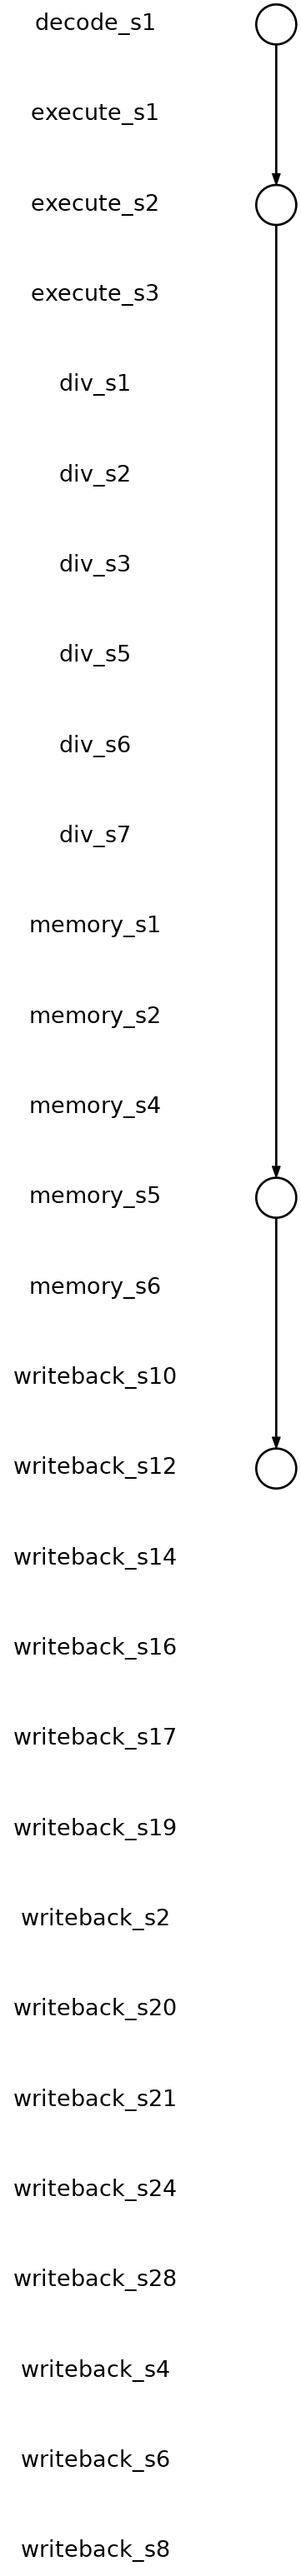 decode_s1
execute_s1
execute_s2
execute_s3
div_s1
div_s2
div_s3
div_s5
div_s6
div_s7
memory_s1
memory_s2
memory_s4
memory_s5
memory_s6
writeback_s10
writeback_s12
writeback_s14
writeback_s16
writeback_s17
writeback_s19
writeback_s2
writeback_s20
writeback_s21
writeback_s24
writeback_s28
writeback_s4
writeback_s6
writeback_s8